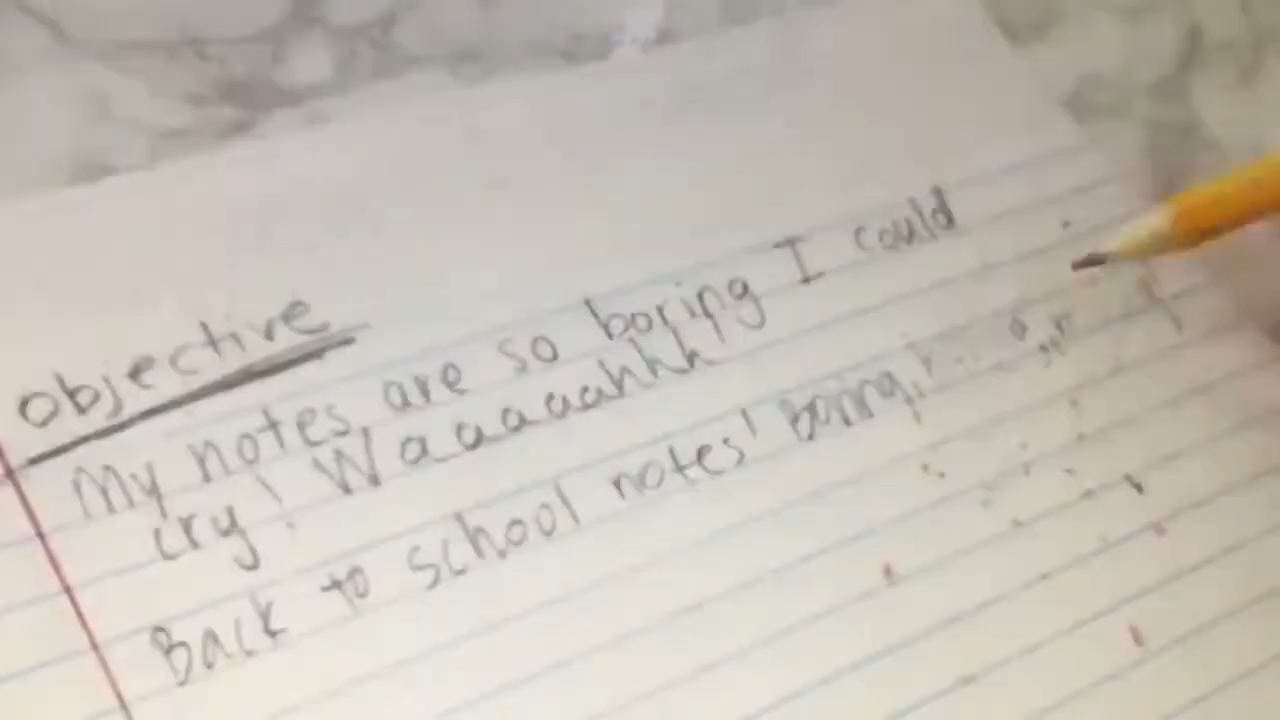 objective
My notes are so boring I could
cry! Waaaaahhh
Back to school notes! Boring!